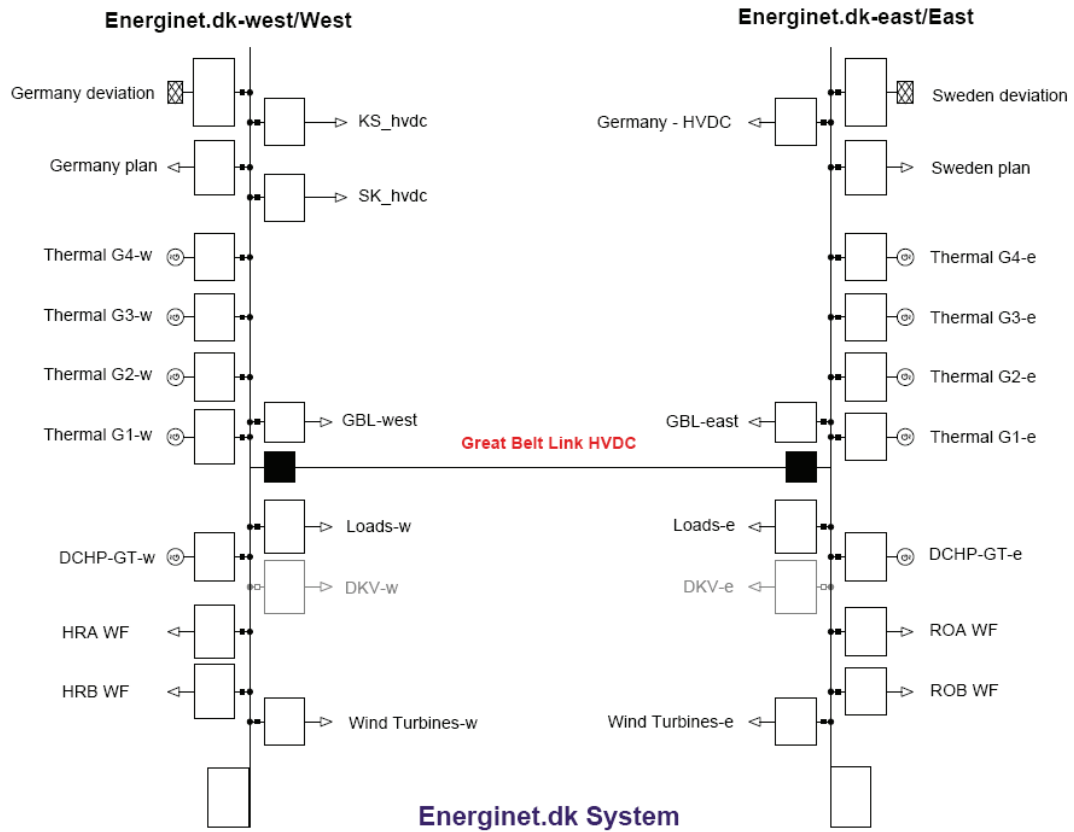 Energinet.dk-west/West
Energinet.dk-east/East
Germany deviation
Sweden deviation
KS_hvdc
Germany - HVDC
Germany plan
Sweden plan
SK_hvdc
Thermal G4-w
Thermal G4-e
Thermal G3-w
Thermal G3-e
Thermal G2-w
Thermal G2-e
GBL-west
GBL-east
Thermal G1-w
Thermal G1-e
Great Belt Link HVDC
Loads-w
Loads-e
DCHP-GT-w
DCHP-GT-e
DKV-w
DKV-e
HRA WF
ROA WF
HRB WF
ROB WF
Wind Turbines-w
Wind Turbines-e
Energinet.dk System